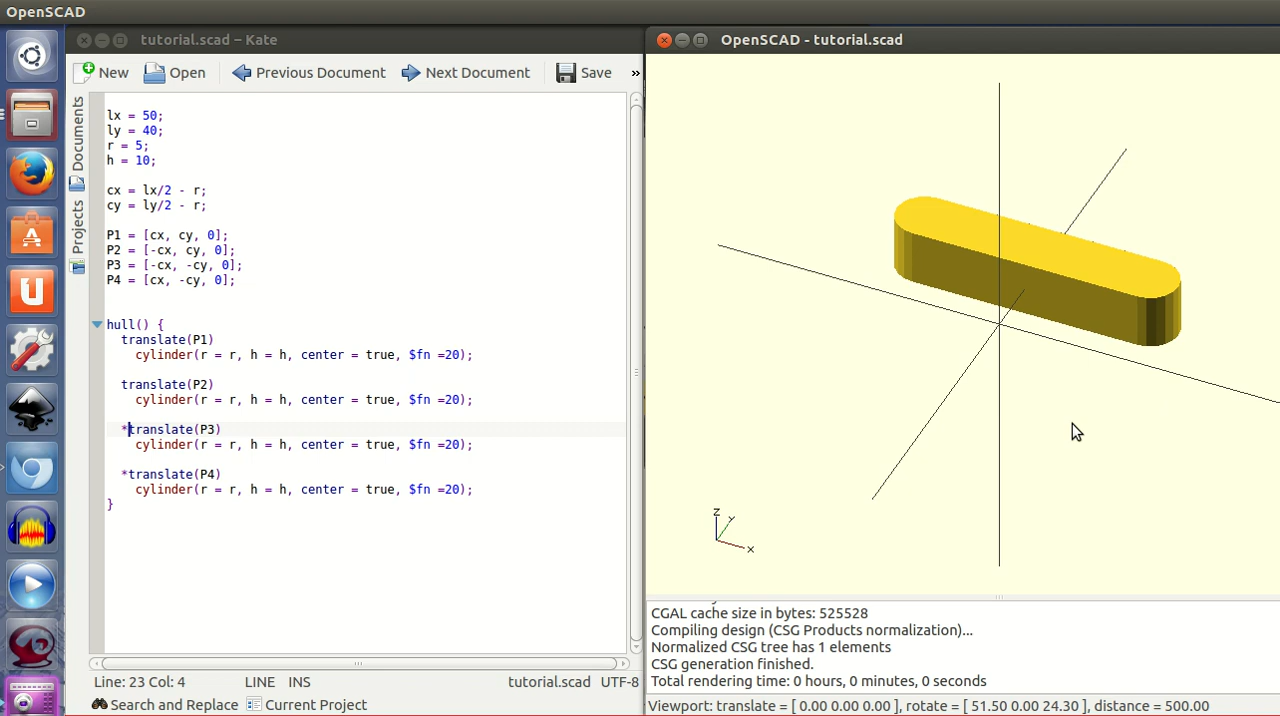 OpenSCAD
tutorial.scad – Kate
New Open Previous Document Next Document Save »
Documents
Projects
lx = 50;
ly = 40;
r = 5;
h = 10;
cx = lx/2 - r;
cy = ly/2 - r;
P1 = [cx, cy, 0];
P2 = [-cx, cy, 0];
P3 = [-cx, -cy, 0];
P4 = [cx, -cy, 0];
hull() {
translate(P1)
cylinder(r = r, h = h, center = true, $fn =20);
translate(P2)
cylinder(r = r, h = h, center = true, $fn =20);
*translate(P3)
cylinder(r = r, h = h, center = true, $fn =20);
*translate(P4)
cylinder(r = r, h = h, center = true, $fn =20);
}
Line: 23 Col: 4 LINE INS tutorial.scad UTF-8
Search and Replace Current Project
OpenSCAD - tutorial.scad
z
y
x
CGAL cache size in bytes: 525528
Compiling design (CSG Products normalization)...
Normalized CSG tree has 1 elements
CSG generation finished.
Total rendering time: 0 hours, 0 minutes, 0 seconds
Viewport: translate = [ 0.00 0.00 0.00 ], rotate = [ 51.50 0.00 24.30 ], distance = 500.00